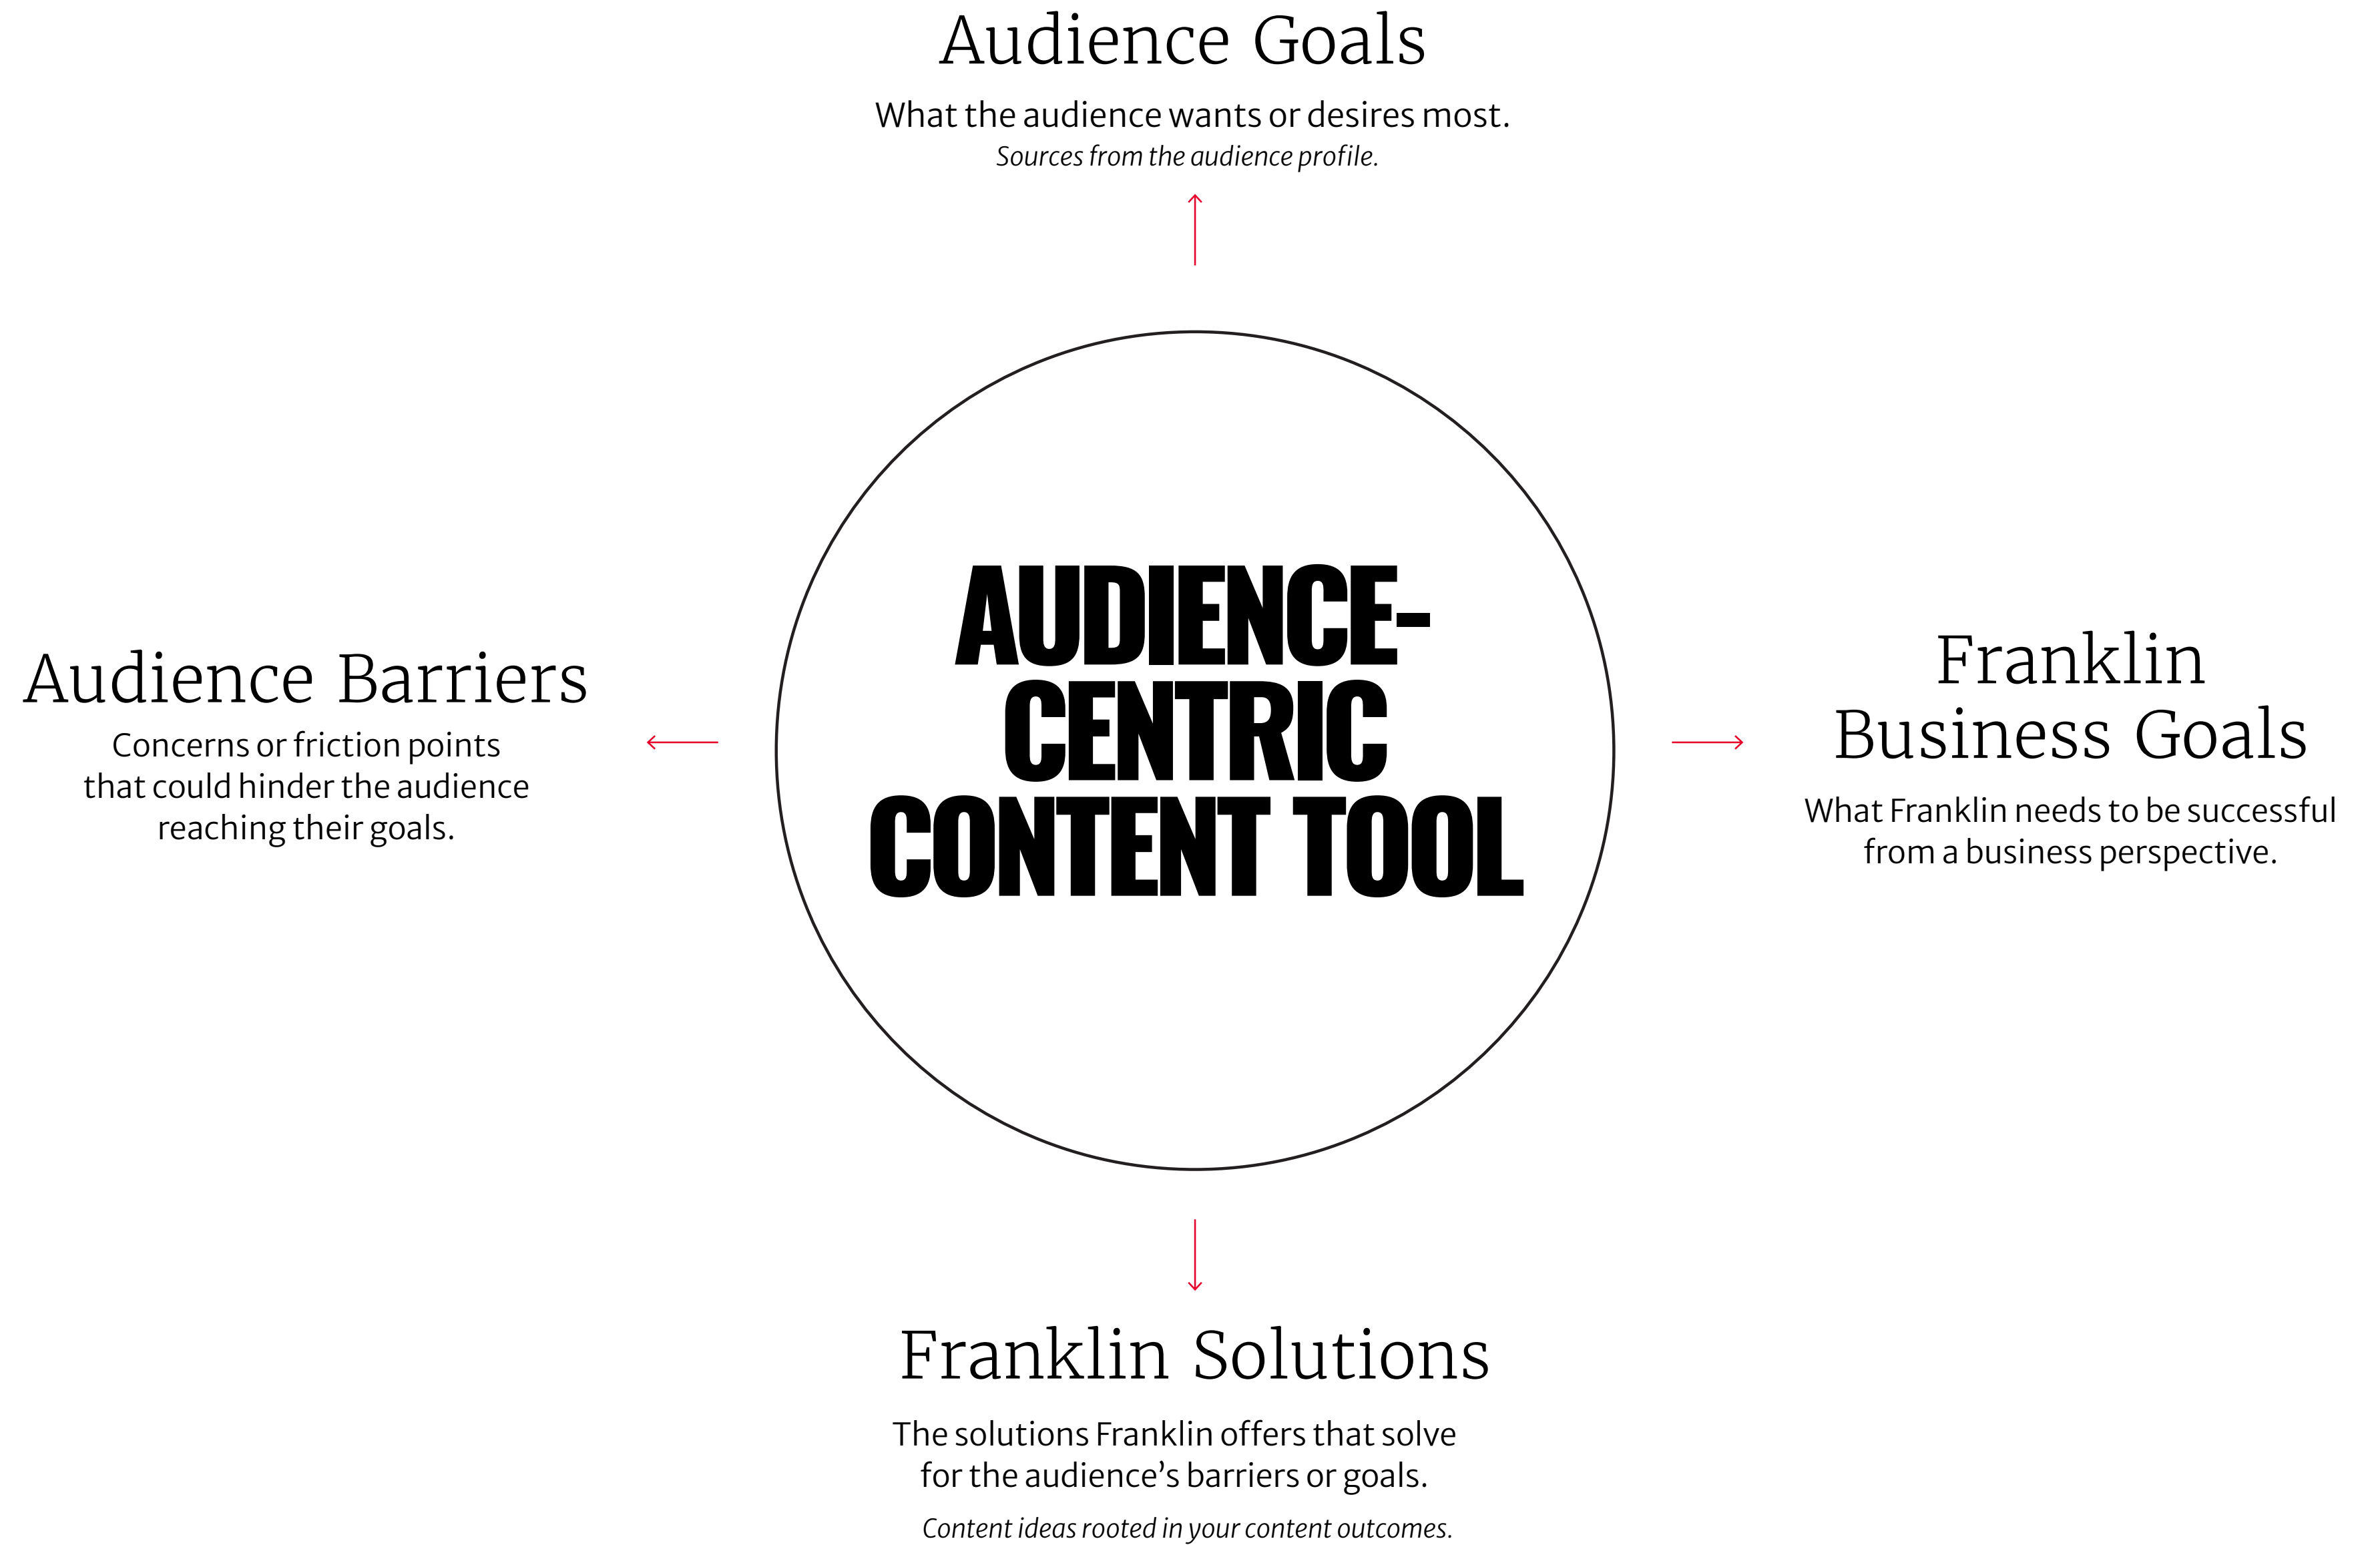 Audience Goals
What the audience wants or desires most.
Sources from the audience profile.
AUDIENCE-
CENTRIC
CONTENT TOOL
Audience Barriers
Concerns or friction points
that could hinder the audience
reaching their goals.
Franklin
Business Goals
What Franklin needs to be successful
from a business perspective.
Franklin Solutions
The solutions Franklin offers that solve
for the audience’s barriers or goals.
Content ideas rooted in your content outcomes.